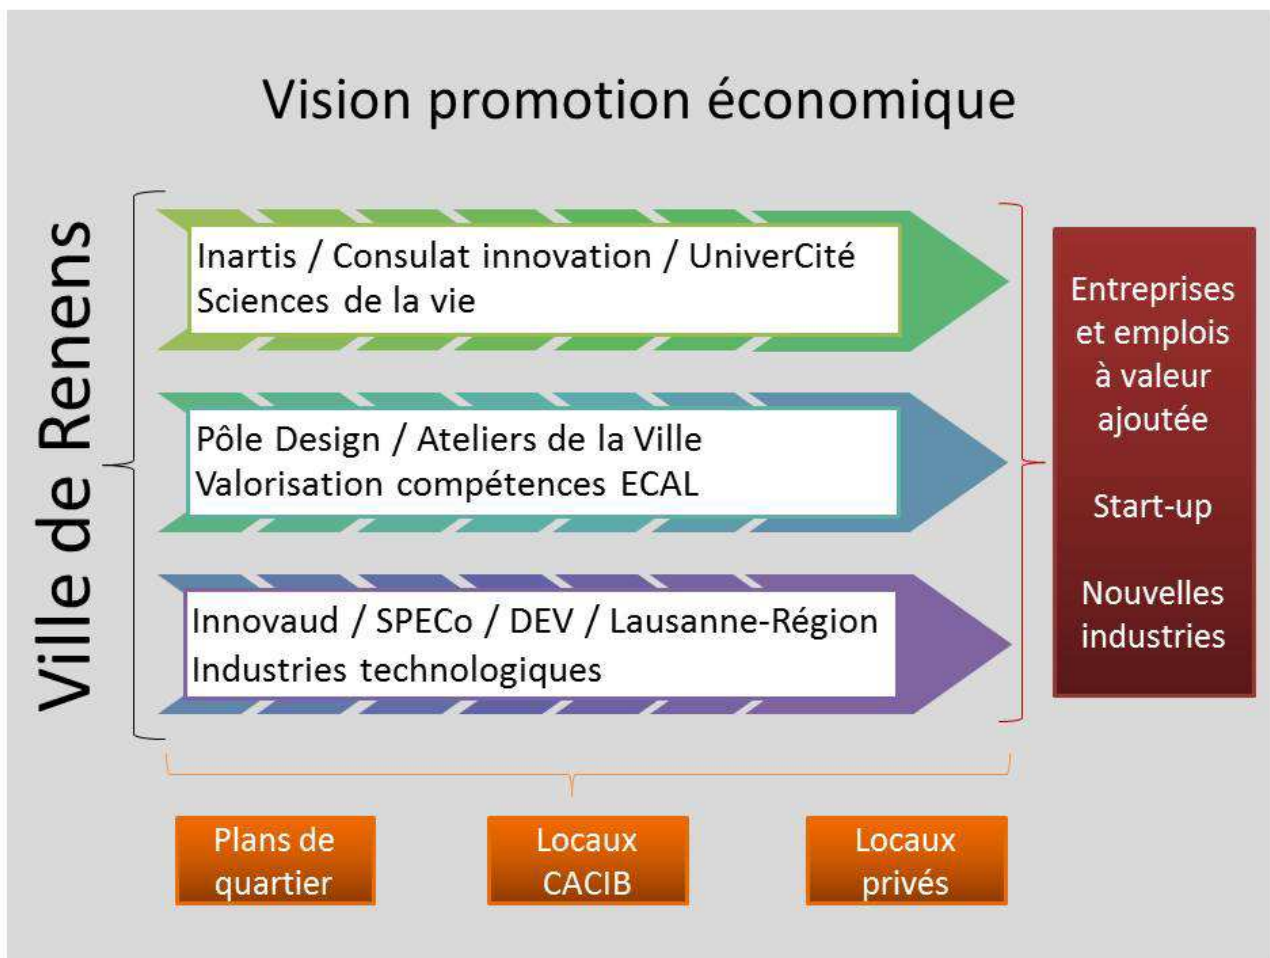 Vision promotion économique
Ville de Renens
Inartis / Consulat innovation / UniverCité
Sciences de la vie
Pôle Design / Ateliers de la Ville
Valorisation compétences ECAL
Innovaud / SPECo / DEV / Lausanne-Région
Industries technologiques
Entreprises
et emplois
à valeur
ajoutée
Start-up
Nouvelles
industries
Plans de
quartier
Locaux
CACIB
Locaux
privés